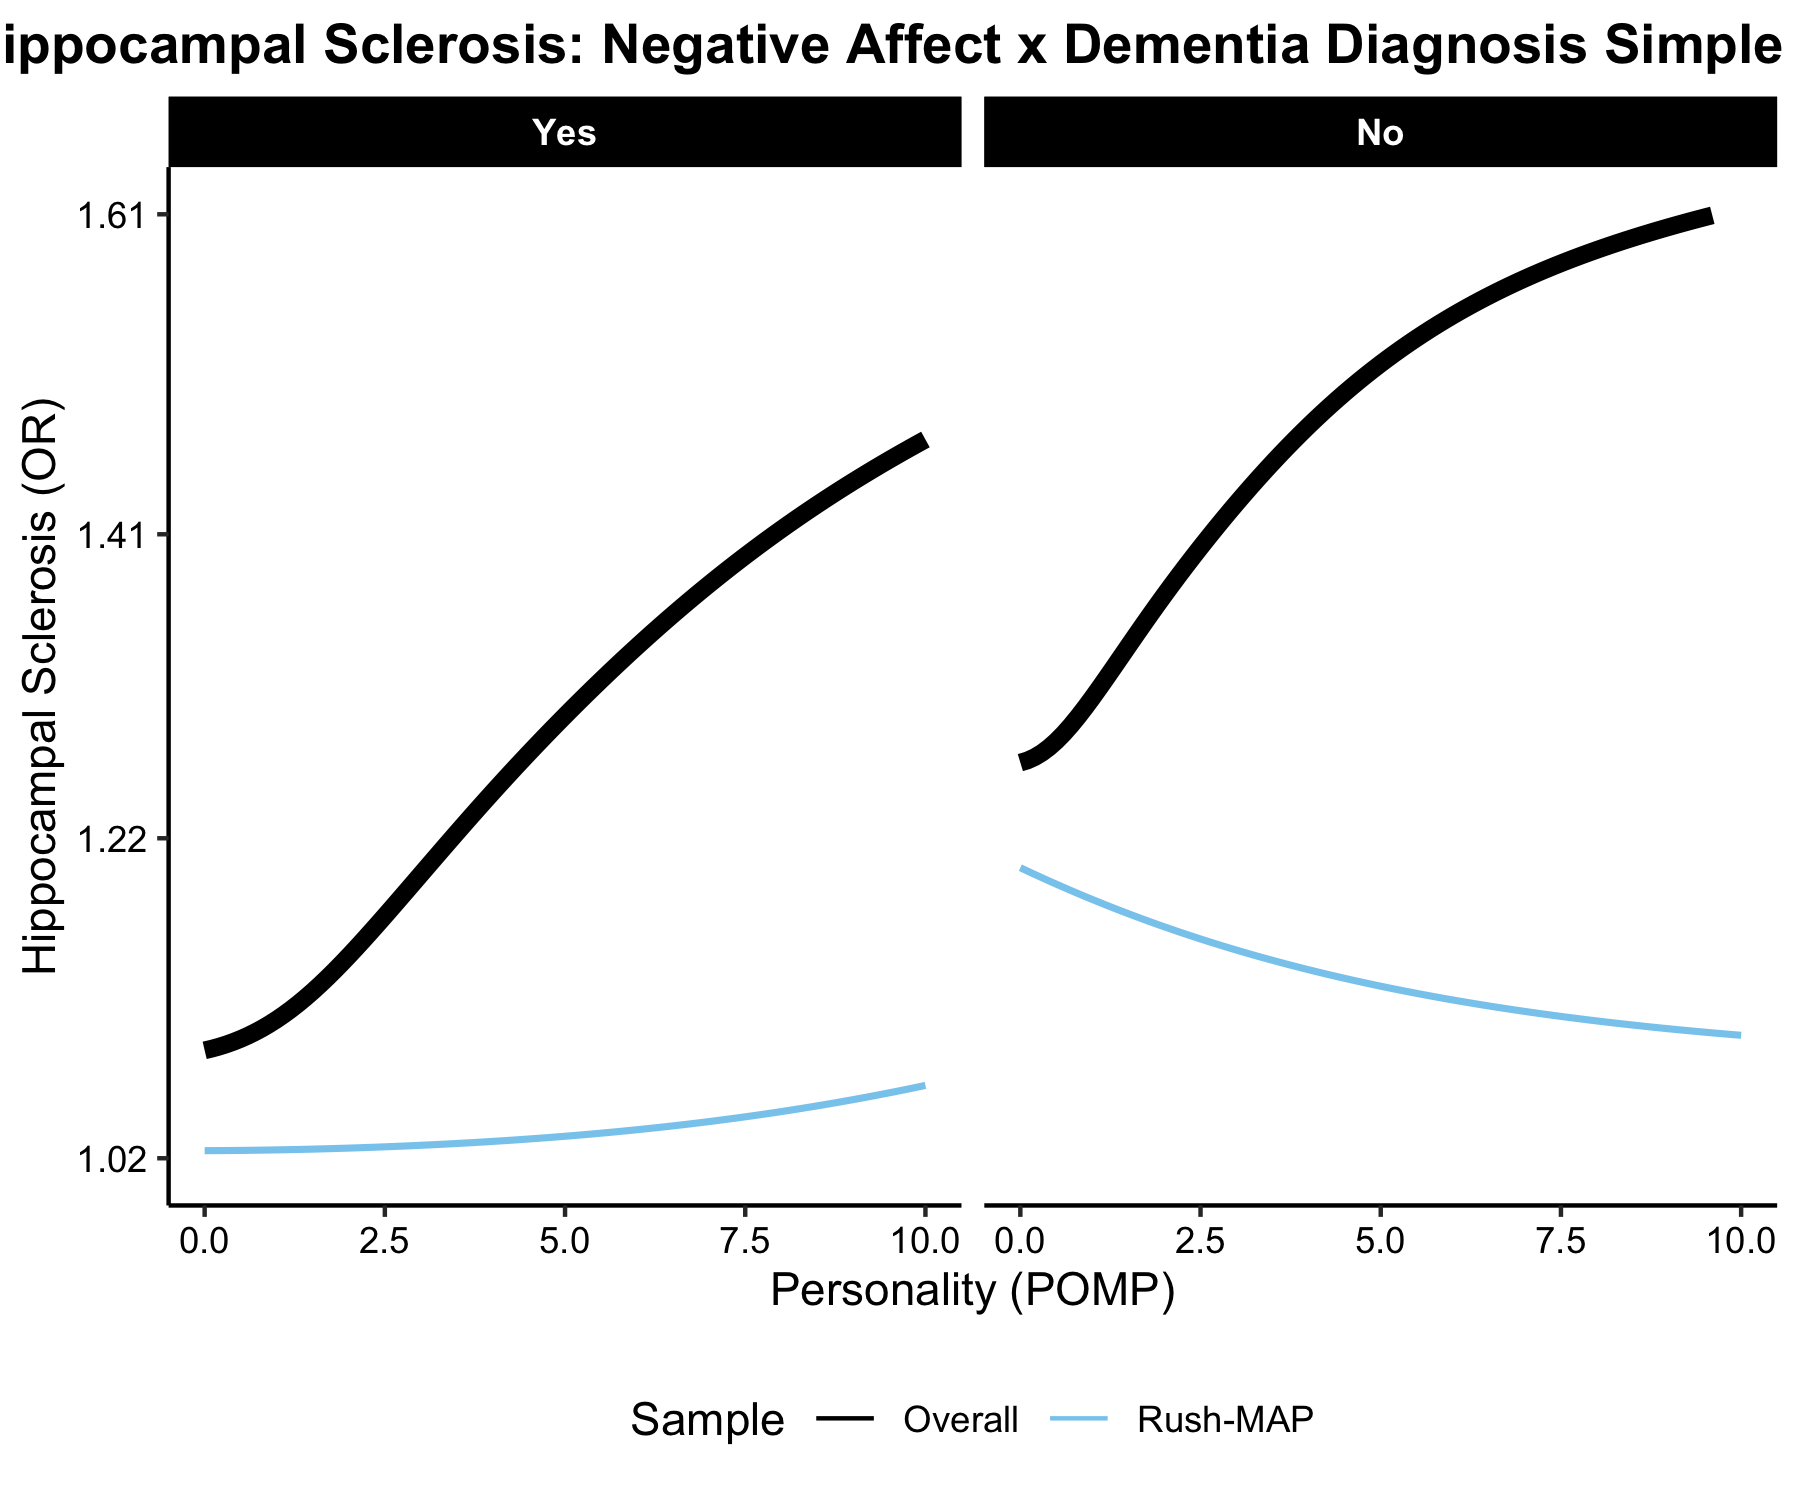 ippocampal Sclerosis: Negative Affect x Dementia Diagnosis Simple
Yes
No
Hippocampal Sclerosis (OR)
1.61
1.41
1.22
1.02
0.0 2.5 5.0 7.5 10.0
0.0 2.5 5.0 7.5 10.0
Personality (POMP)
Sample Overall Rush-MAP